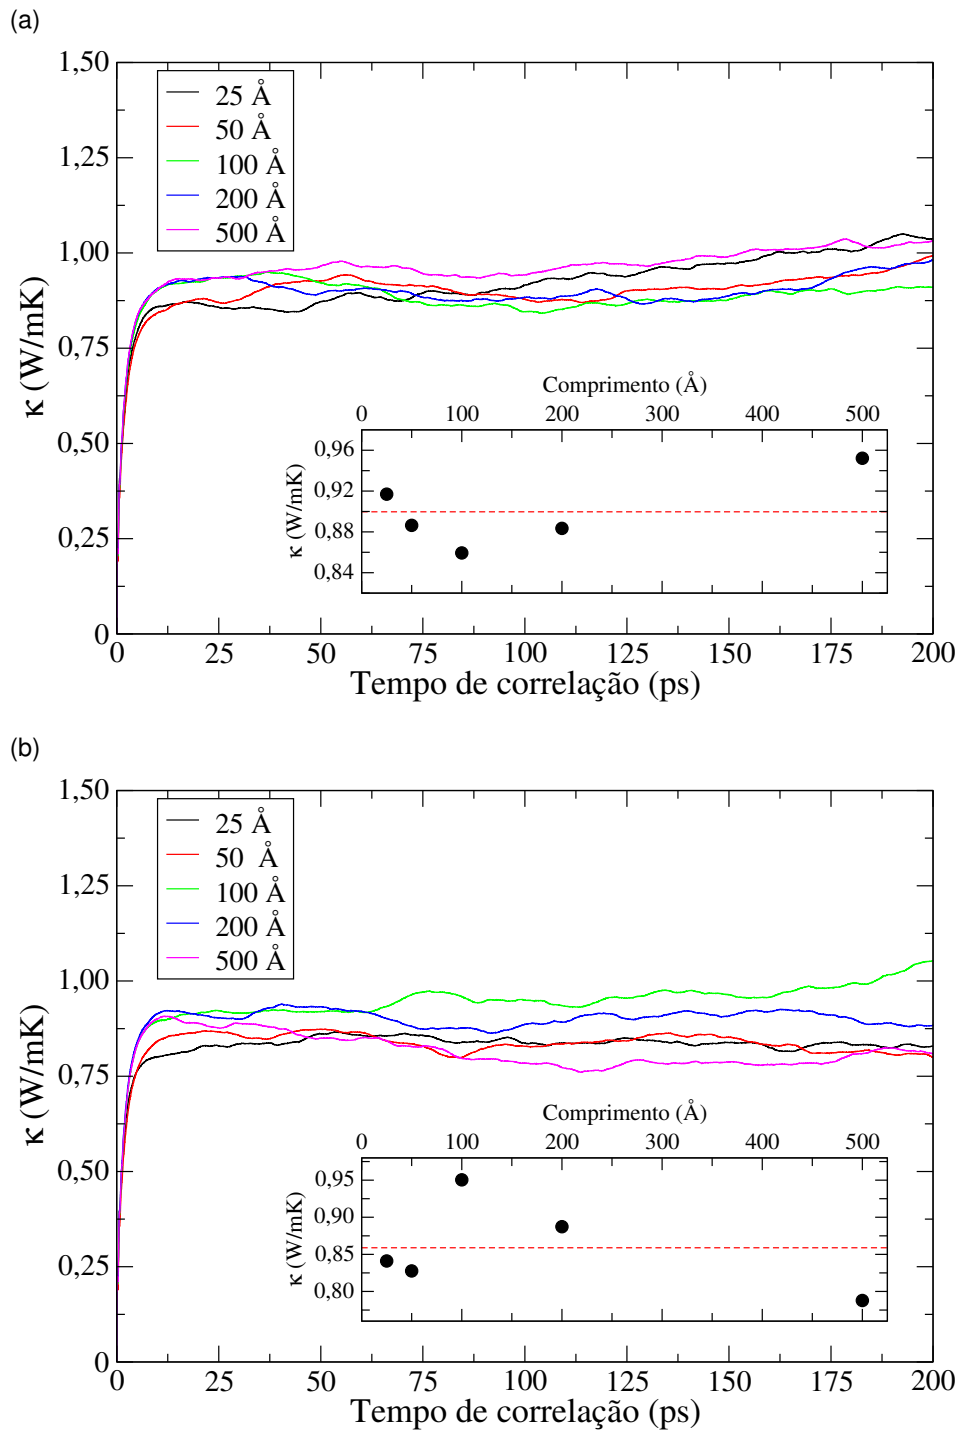 (a)
1,50
1,25
1,00
0,75
0,50
0,25
0
κ (W/mK)
25 Å
50 Å
100 Å
200 Å
500 Å
Comprimento (Å)
0 100 200 300 400 500
0,96
0,92
0,88
0,84
κ (W/mK)
0 25 50 75 100 125 150 175 200
Tempo de correlação (ps)
(b)
1,50
1,25
1,00
0,75
0,50
0,25
0
κ (W/mK)
25 Å
50 Å
100 Å
200 Å
500 Å
Comprimento (Å)
0 100 200 300 400 500
0,95
0,90
0,85
0,80
κ (W/mK)
0 25 50 75 100 125 150 175 200
Tempo de correlação (ps)